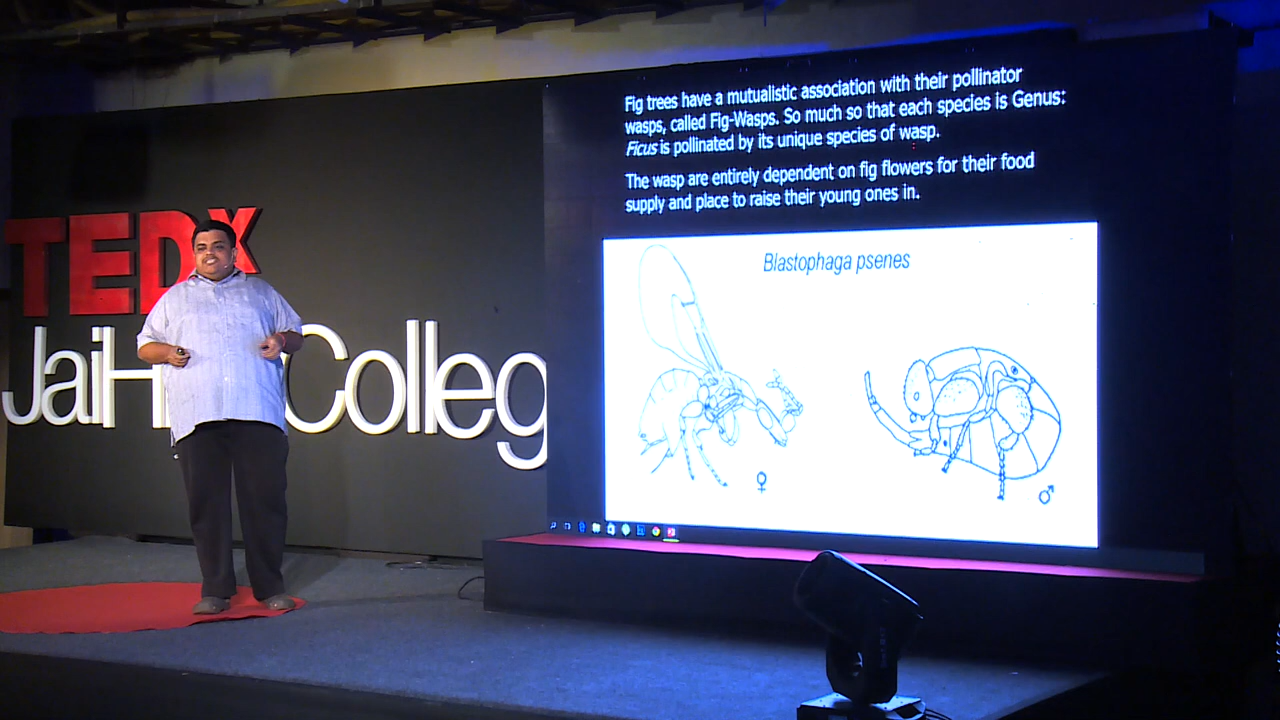 Fig trees have a mutualistic association with their pollinator
wasps, called Fig-Wasps. So much so that each species is Genus:
Ficus is pollinated by its unique species of wasp.
The wasp are entirely dependent on fig flowers for their food
supply and place to raise their young ones in.
Blastophaga psenes
♀
♂
TEDX
Jai H Colleg